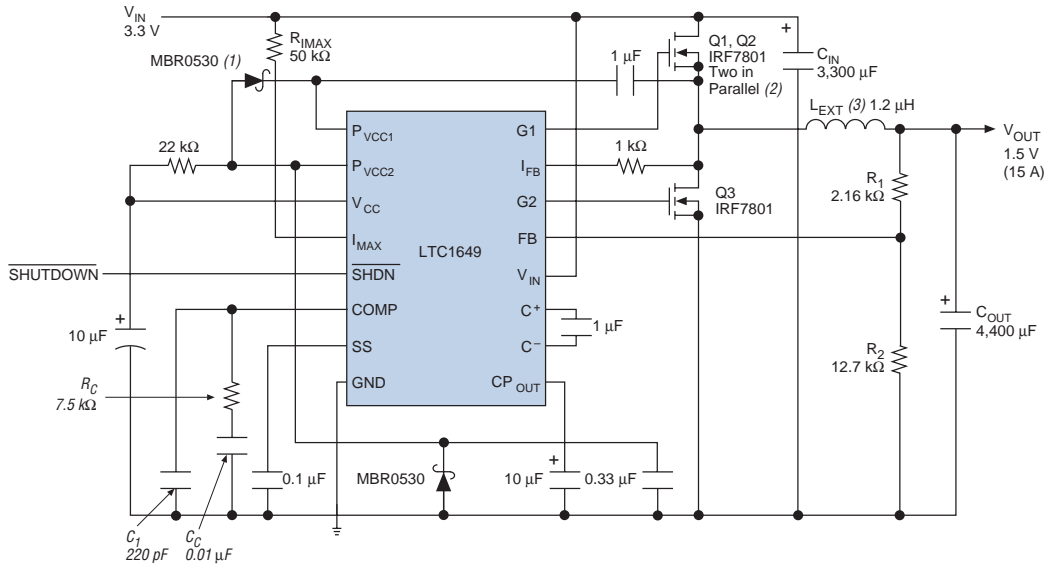 V_IN
3.3 V
R_IMAX
50 kΩ
MBR0530 (1)
1 µF
Q1, Q2
IRF7801
Two in
Parallel (2)
+
C_IN
3,300 µF
L_EXT (3) 1.2 µH
V_OUT
1.5 V
(15 A)
22 kΩ
P_VCC1
P_VCC2
V_CC
I_MAX
SHDN
COMP
SS
GND
LTC1649
G1
I_FB
G2
FB
V_IN
C+
C−
CP_OUT
1 kΩ
Q3
IRF7801
R_1
2.16 kΩ
SHUTDOWN
+
10 µF
1 µF
+
C_OUT
4,400 µF
R_2
12.7 kΩ
R_C
7.5 kΩ
0.1 µF
MBR0530
+
10 µF
0.33 µF
C_1
220 pF
C_C
0.01 µF